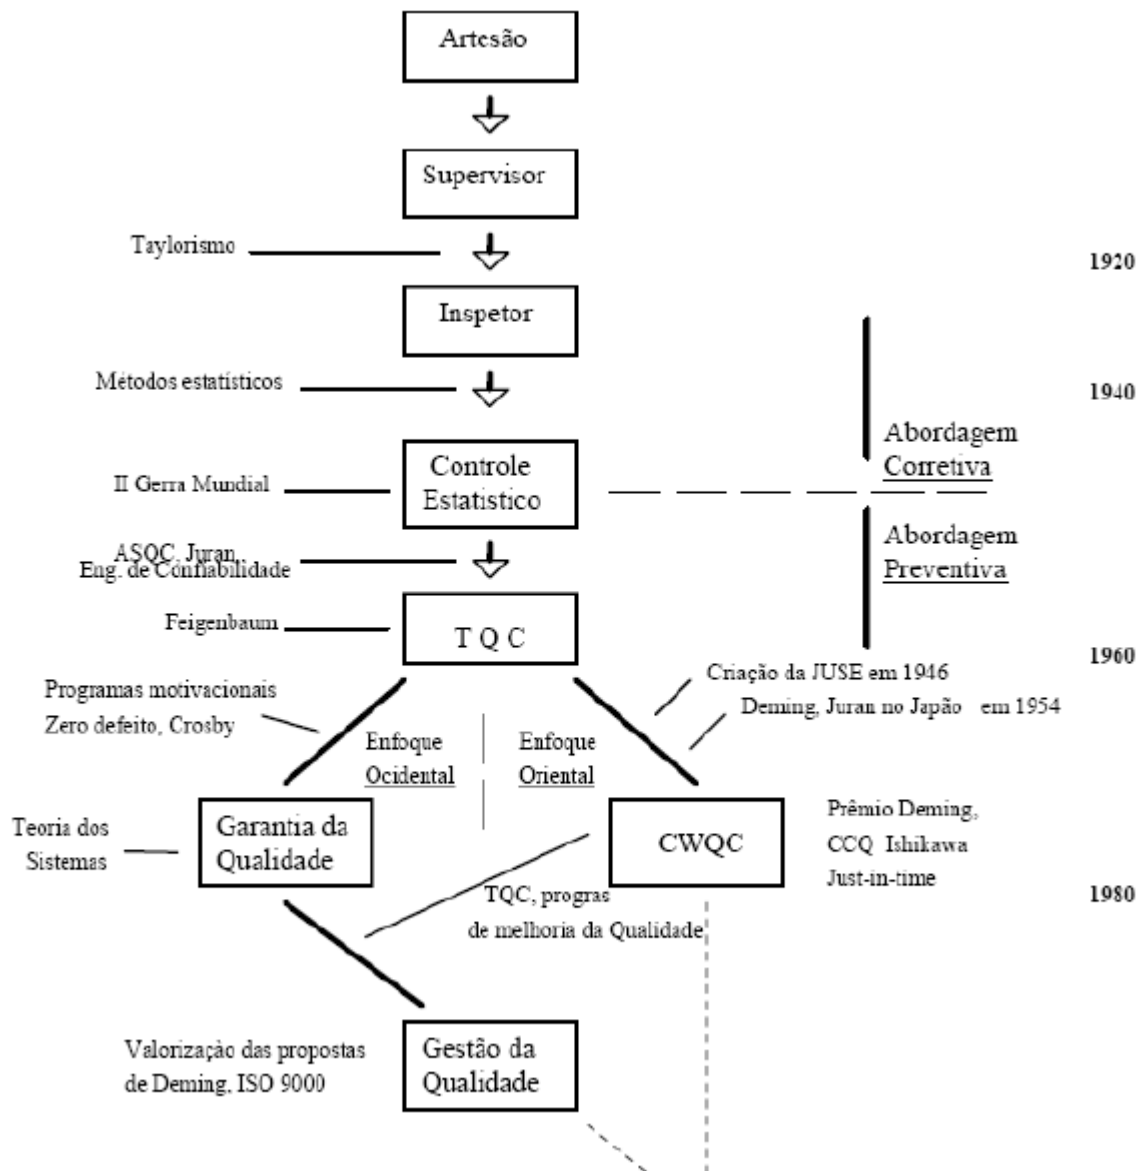 Artesão
Supervisor
Taylorismo
1920
Inspetor
Métodos estatísticos
1940
Abordagem
Corretiva
Controle
Estatistico
II Gerra Mundial
Abordagem
Preventiva
ASQC, Juran
Eng. de Confiabilidade
Feigenbaum
T Q C
1960
Criação da JUSE em 1946
Deming, Juran no Japão em 1954
Programas motivacionais
Zero defeito, Crosby
Enfoque
Ocidental
Enfoque
Oriental
Teoria dos
Sistemas
Garantia da
Qualidade
CWQC
Prêmio Deming,
CCQ Ishikawa
Just-in-time
1980
TQC, progras
de melhoria da Qualidade
Valorização das propostas
de Deming, ISO 9000
Gestão da
Qualidade